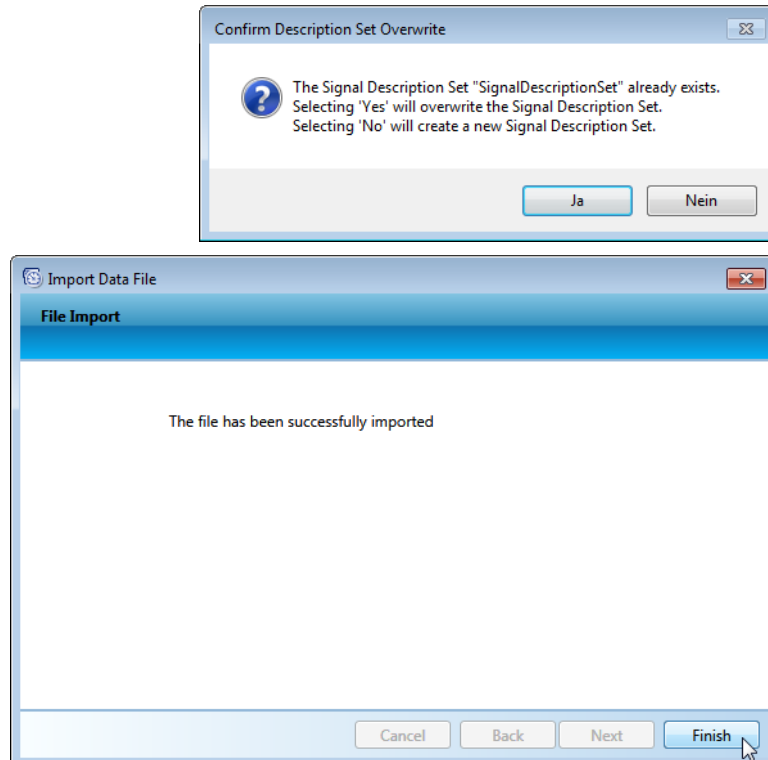 Confirm Description Set Overwrite
The Signal Description Set "SignalDescriptionSet" already exists.
Selecting 'Yes' will overwrite the Signal Description Set.
Selecting 'No' will create a new Signal Description Set.
Ja Nein
Import Data File
File Import
The file has been successfully imported
Cancel Back Next Finish